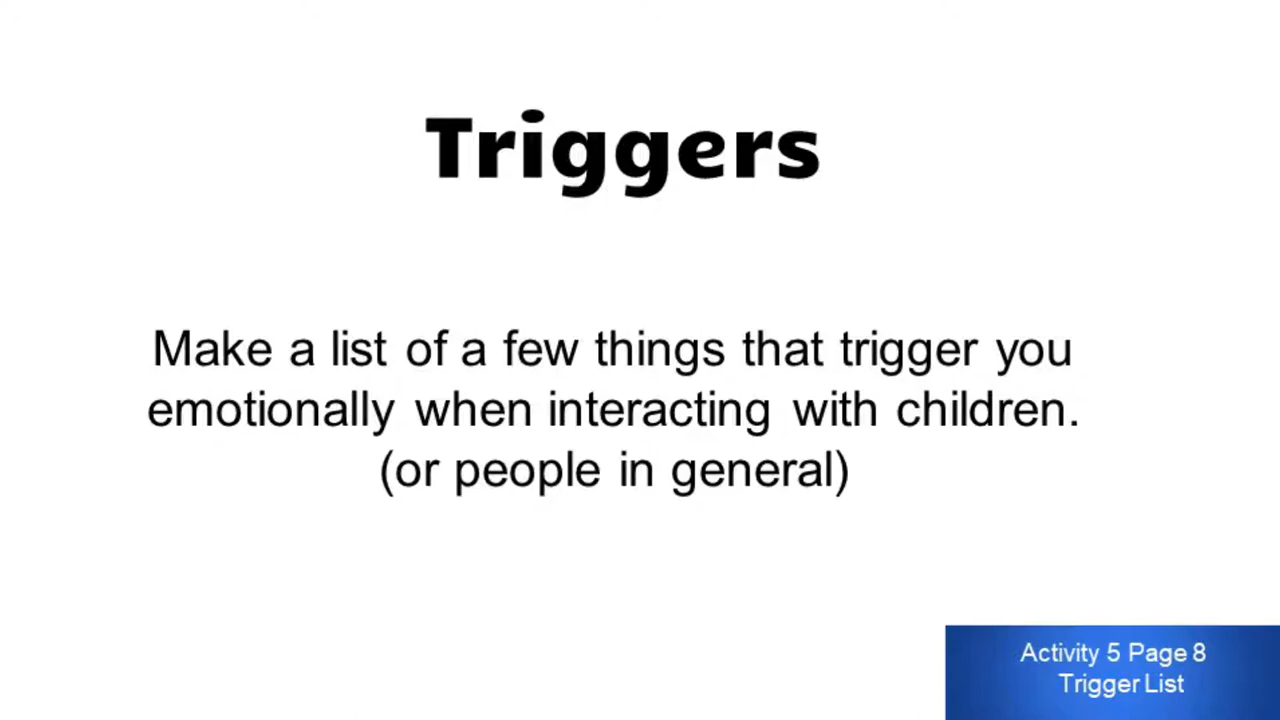 Triggers
Make a list of a few things that trigger you
emotionally when interacting with children.
(or people in general)
Activity 5 Page 8
Trigger List